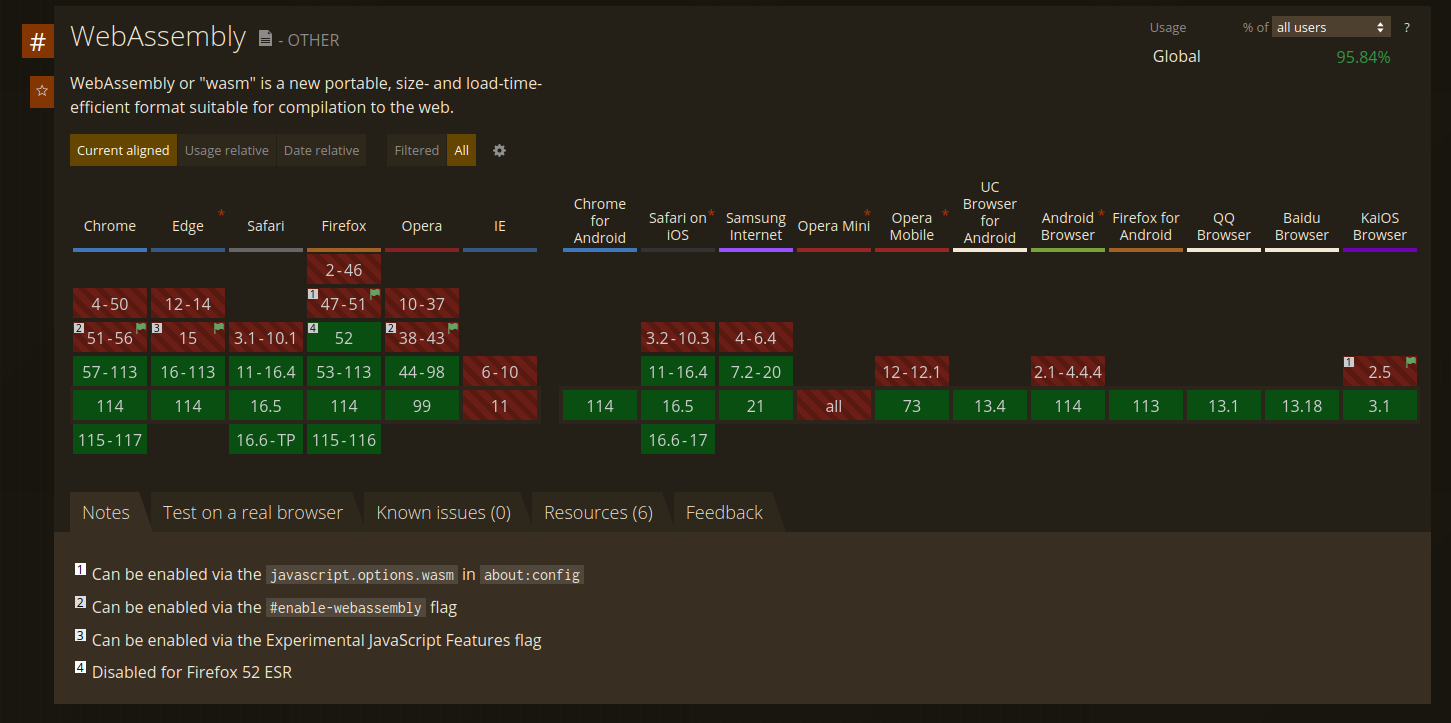 #
WebAssembly - OTHER
Usage % of all users ?
Global 95.84%
WebAssembly or "wasm" is a new portable, size- and load-time-
efficient format suitable for compilation to the web.
Current aligned Usage relative Date relative Filtered All
Chrome Edge * Safari Firefox Opera IE
Chrome
for
Android
Safari on *
iOS
Samsung
Internet
Opera Mini *
Opera *
Mobile
UC
Browser
for
Android
Android *
Browser
Firefox for
Android
QQ
Browser
Baidu
Browser
KaiOS
Browser
2-46
4-50 12-14 1 47-51 10-37
2 51-56 3 15 3.1-10.1 4 52 2 38-43 3.2-10.3 4-6.4
57-113 16-113 11-16.4 53-113 44-98 6-10 11-16.4 7.2-20 12-12.1 2.1-4.4.4 1 2.5
114 114 16.5 114 99 11 114 16.5 21 all 73 13.4 114 113 13.1 13.18 3.1
115-117 16.6-TP 115-116 16.6-17
Notes Test on a real browser Known issues (0) Resources (6) Feedback
1 Can be enabled via the javascript.options.wasm in about:config
2 Can be enabled via the #enable-webassembly flag
3 Can be enabled via the Experimental JavaScript Features flag
4 Disabled for Firefox 52 ESR